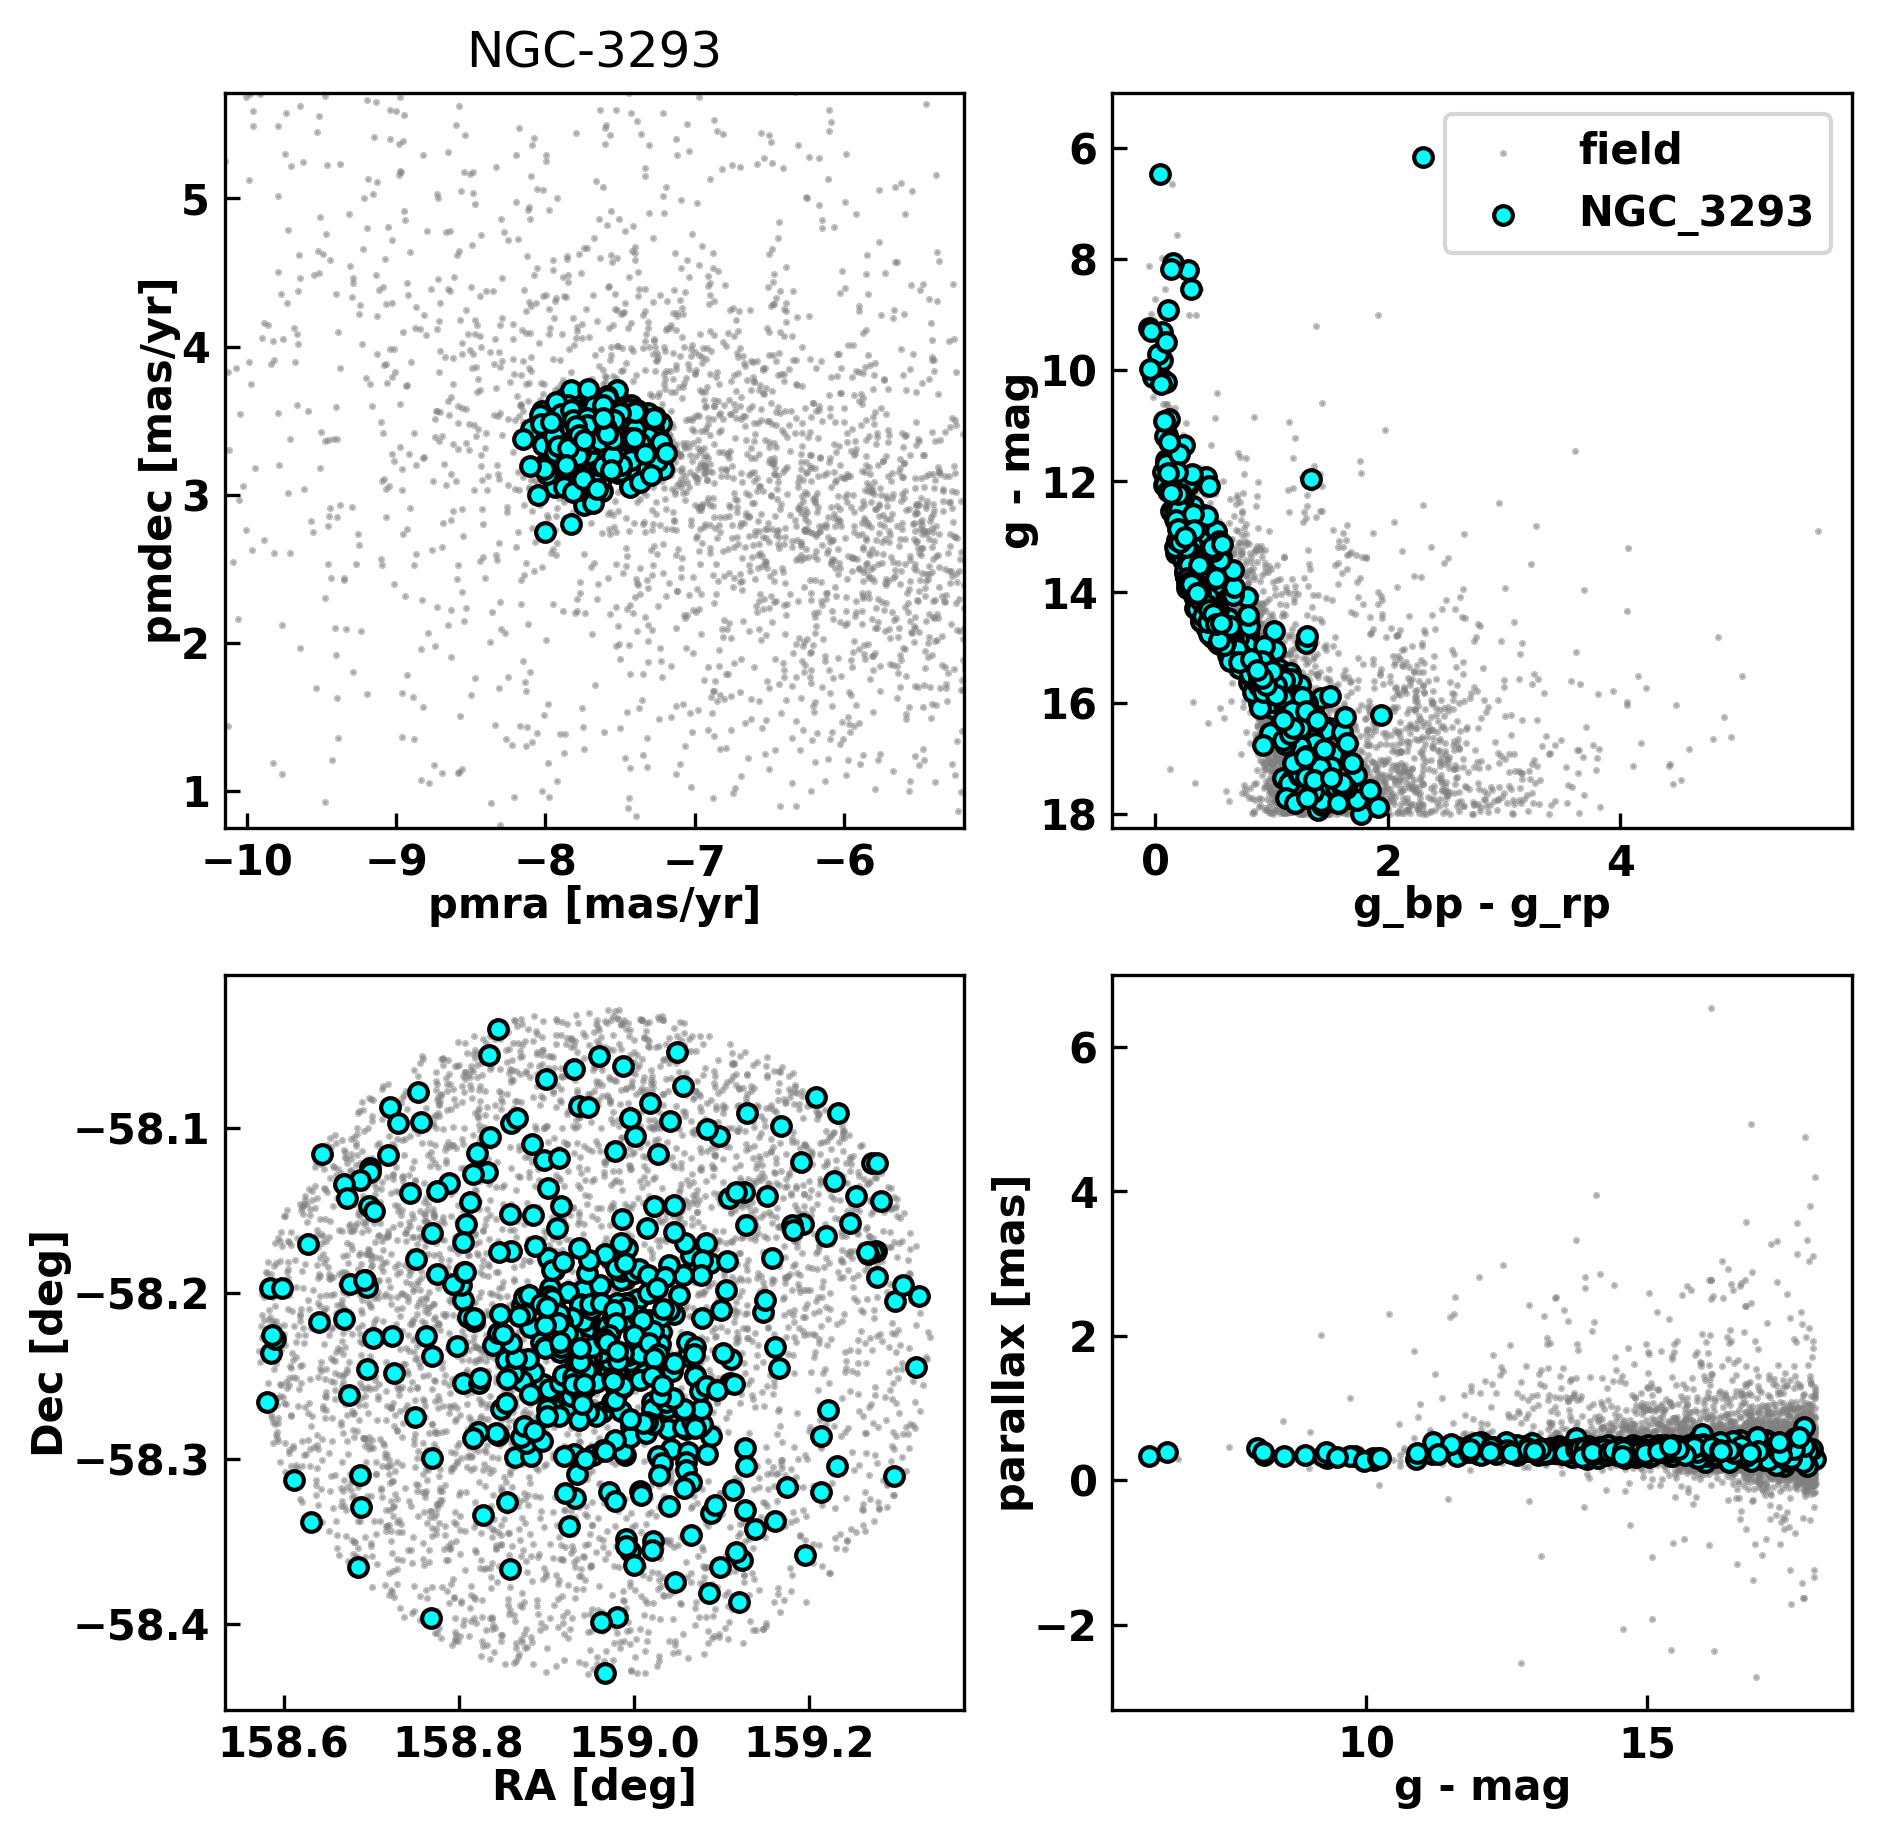 NGC-3293
5
4
3
2
1
pmdec [mas/yr]
−10 −9 −8 −7 −6
pmra [mas/yr]
field
NGC_3293
6
8
10
12
14
16
18
g - mag
0 2 4
g_bp - g_rp
−58.1
−58.2
−58.3
−58.4
Dec [deg]
158.6 158.8 159.0 159.2
RA [deg]
6
4
2
0
−2
parallax [mas]
10 15
g - mag